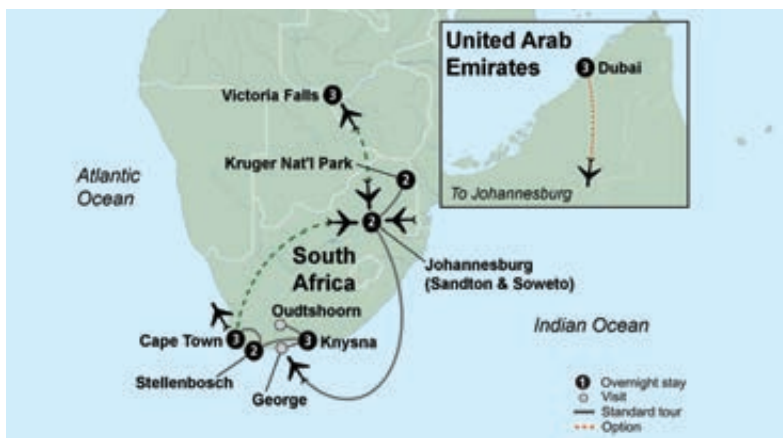 United Arab
Emirates
3 Dubai
To Johannesburg
3
Victoria Falls
Kruger Nat'l Park
2
Atlantic
Ocean
2
South
Africa
Johannesburg
(Sandton & Soweto)
Oudtshoorn
Indian Ocean
Cape Town 3
2
3 Knysna
Stellenbosch
George
1 Overnight stay
Visit
Standard tour
Option